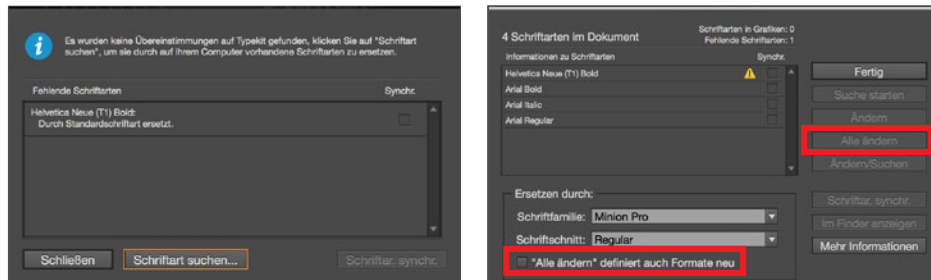 Es wurden keine Übereinstimmungen auf Typekit gefunden, klicken Sie auf "Schriftart
suchen", um sie durch auf Ihrem Computer vorhandene Schriftarten zu ersetzen.
Fehlende Schriftarten
Synchr.
Helvetica Neue (T1) Bold:
Durch Standardschriftart ersetzt.
Schließen
Schriftart suchen...
Schriftar. synchr.
4 Schriftarten im Dokument
Schriftarten in Grafiken: 0
Fehlende Schriftarten: 1
Informationen zu Schriftarten
Synchr.
Helvetica Neue (T1) Bold
Arial Bold
Arial Italic
Arial Regular
Fertig
Suche starten
Ändern
Alle ändern
Ändern/Suchen
Ersetzen durch:
Schriftfamilie: Minion Pro
Schriftschnitt: Regular
"Alle ändern" definiert auch Formate neu
Schriftar. synchr.
Im Finder anzeigen
Mehr Informationen